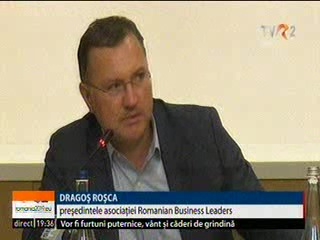 TVR2
DRAGOȘ ROȘCA
președintele asociației Romanian Business Leaders
romania2019.eu
direct 19:36 Vor fi furtuni puternice, vânt și căderi de grindină